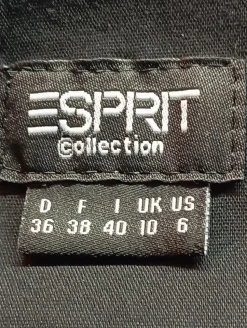 ESPRIT
collection
D F I UK US
36 38 40 10 6